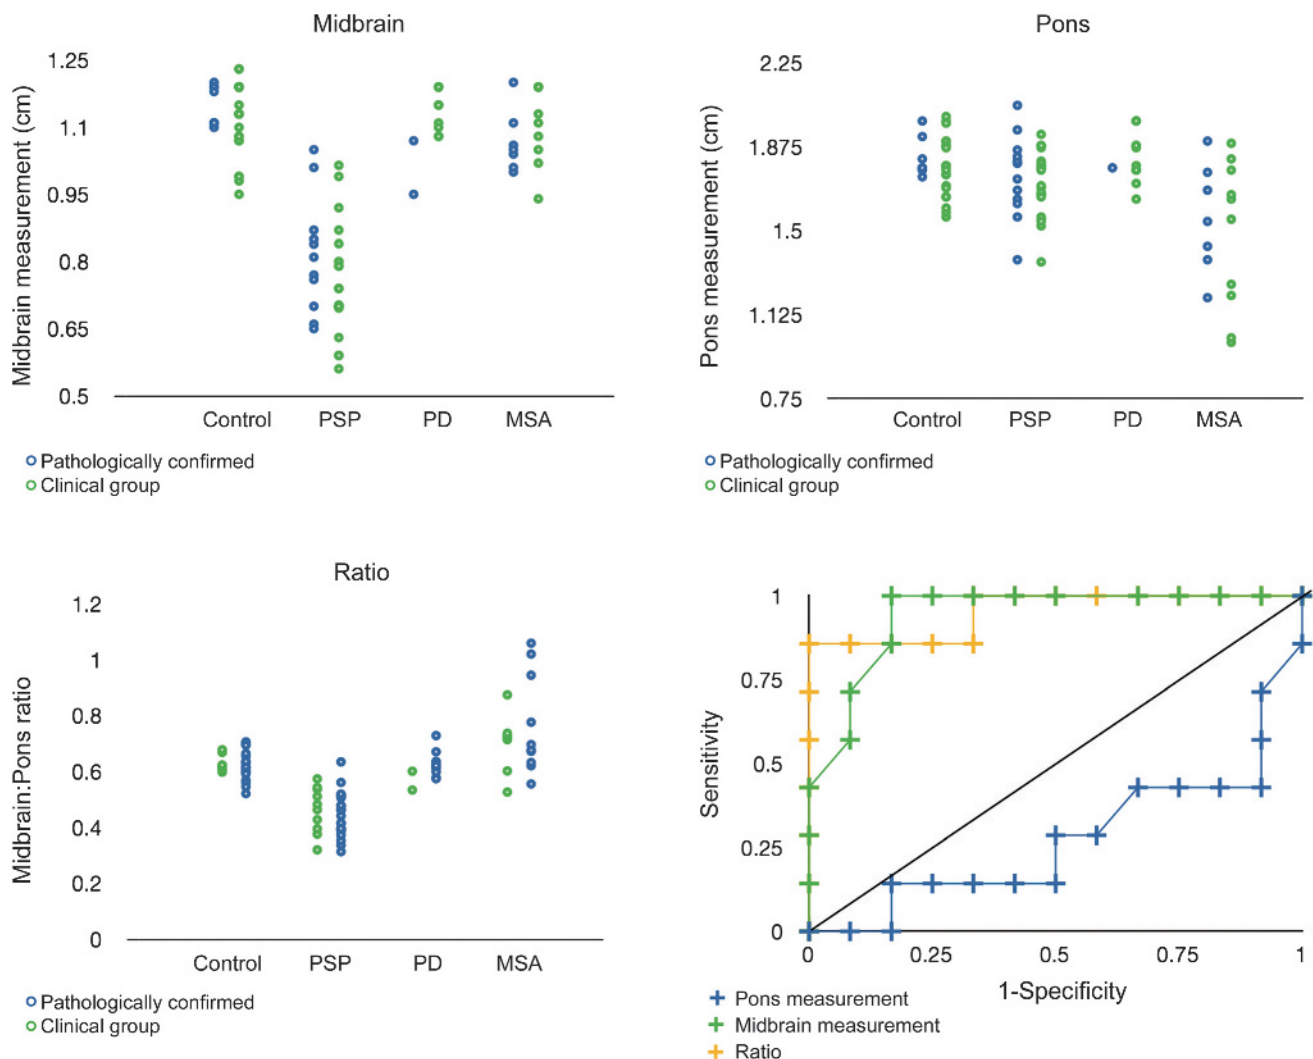 Midbrain
Midbrain measurement (cm)
1.25
1.1
0.95
0.8
0.65
0.5
Control PSP PD MSA
Pathologically confirmed
Clinical group
Pons
Pons measurement (cm)
2.25
1.875
1.5
1.125
0.75
Control PSP PD MSA
Pathologically confirmed
Clinical group
Ratio
Midbrain:Pons ratio
1.2
1
0.8
0.6
0.4
0.2
0
Control PSP PD MSA
Pathologically confirmed
Clinical group
Sensitivity
1
0.75
0.5
0.25
0
0 0.25 0.5 0.75 1
1-Specificity
Pons measurement
Midbrain measurement
Ratio